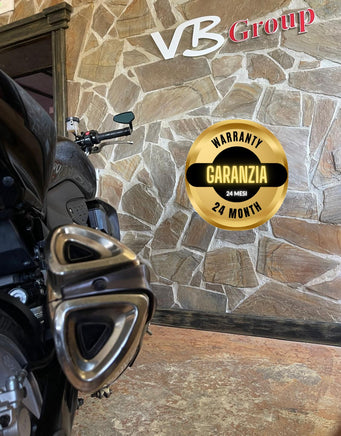 VB Group
WARRANTY
GARANZIA
24 MESI
24 MONTH